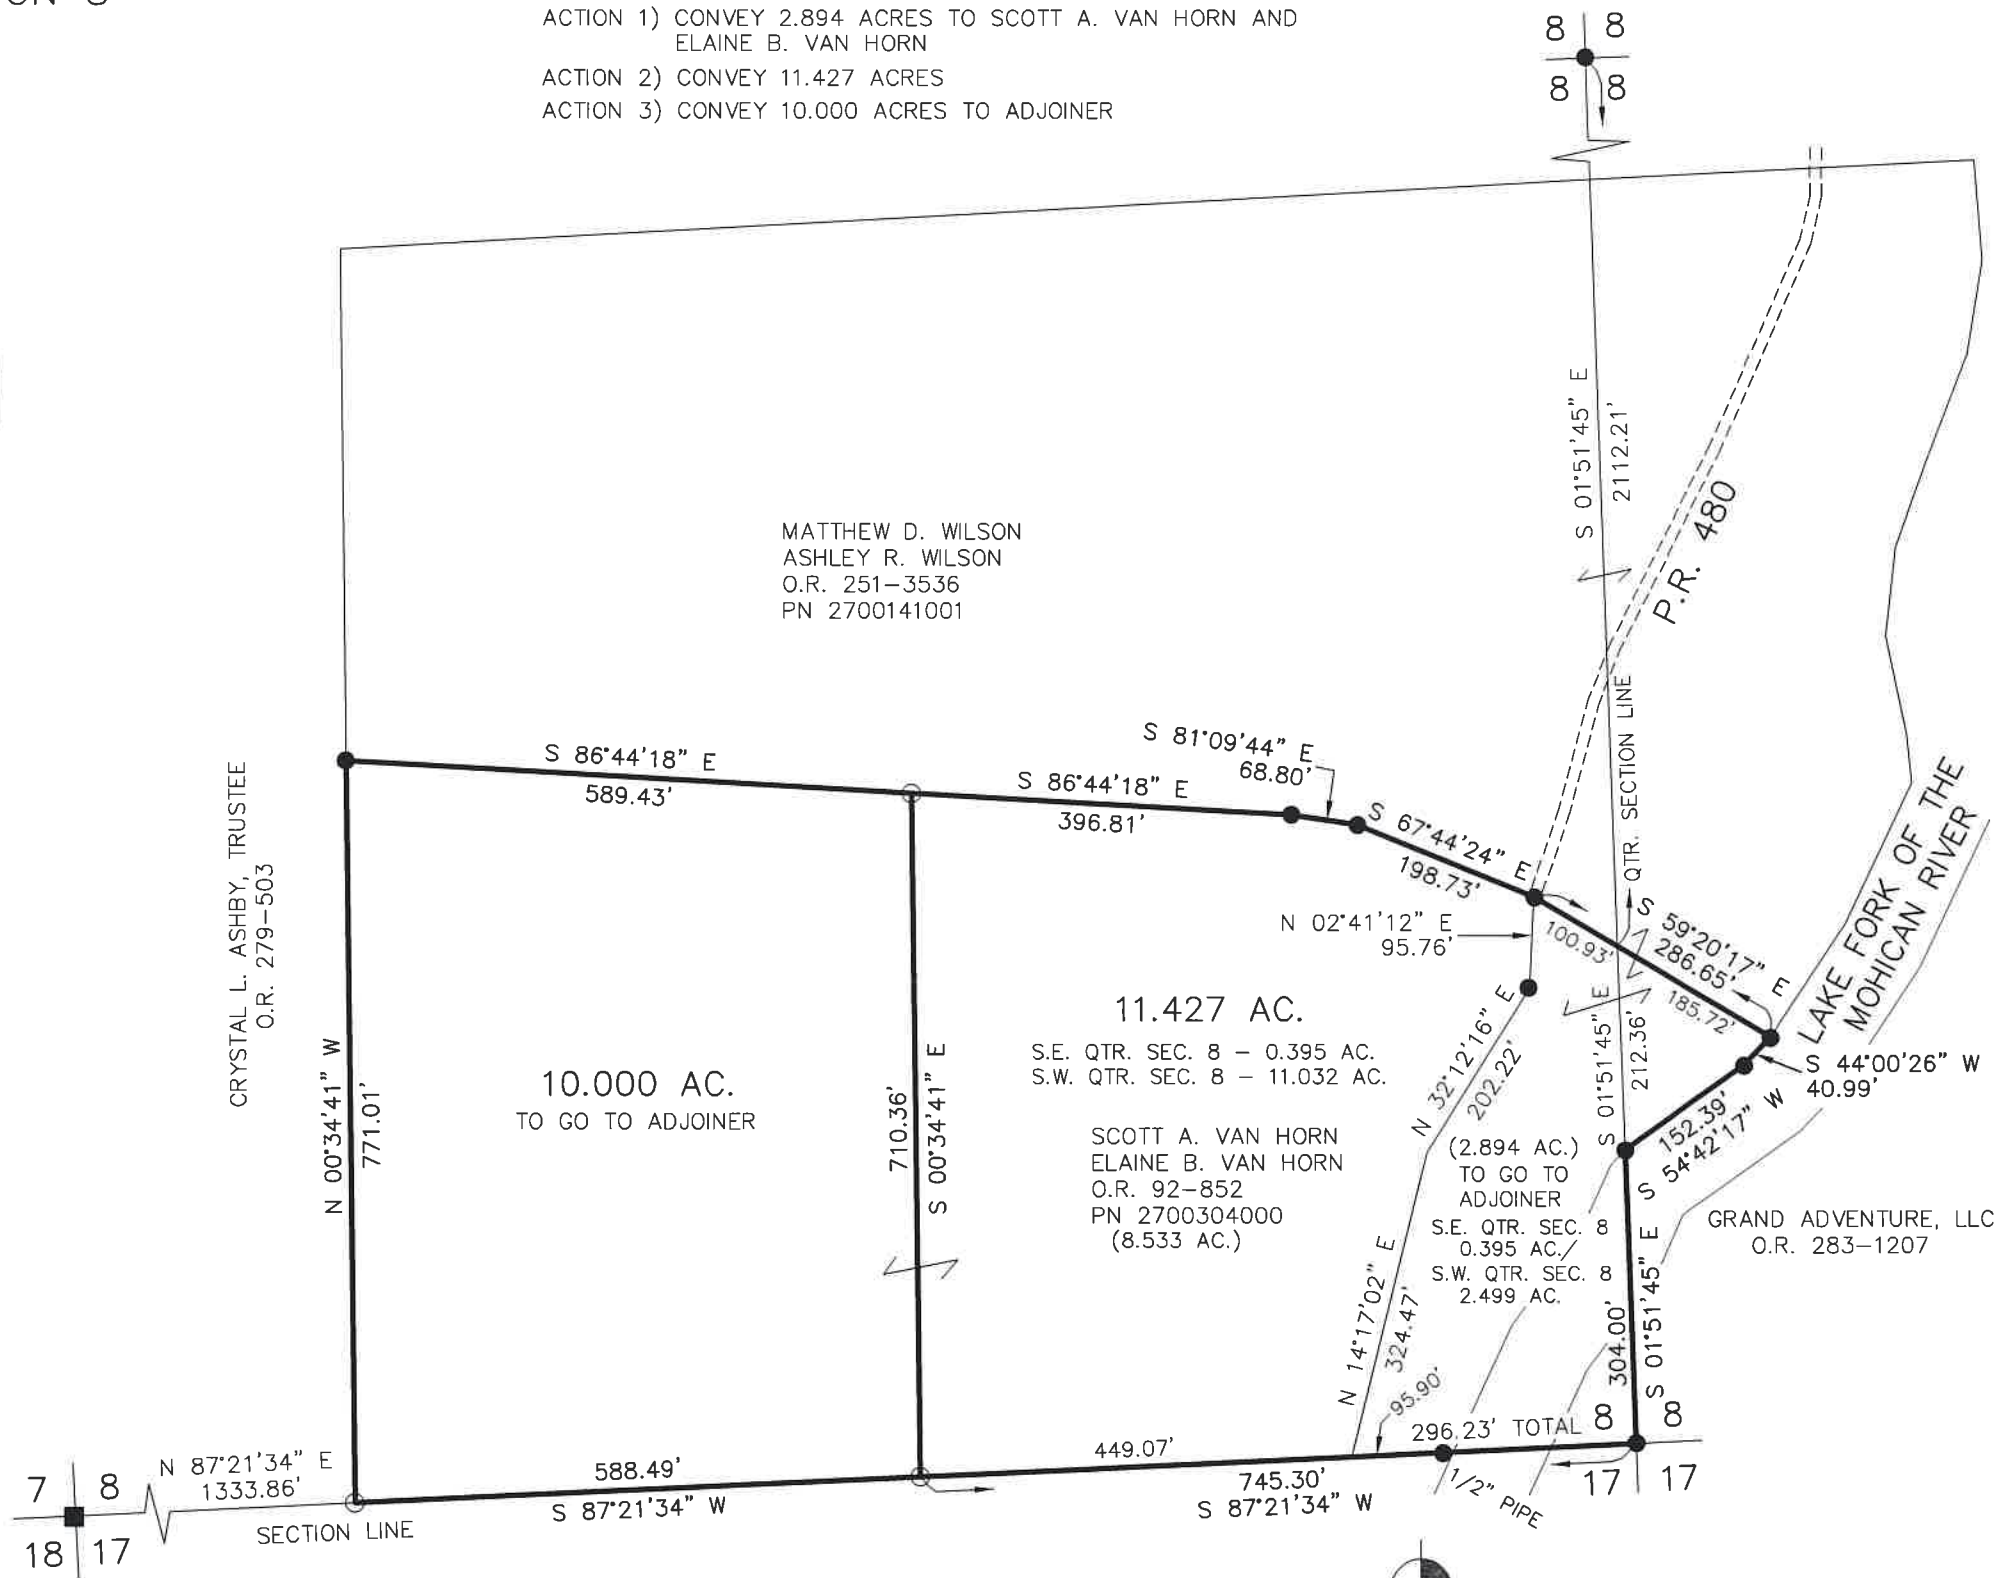 ACTION 1) CONVEY 2.894 ACRES TO SCOTT A. VAN HORN AND
ELAINE B. VAN HORN
ACTION 2) CONVEY 11.427 ACRES
ACTION 3) CONVEY 10.000 ACRES TO ADJOINER
8 8
8 8
S 01°51'45" E
2112.21'
P.R. 480
MATTHEW D. WILSON
ASHLEY R. WILSON
O.R. 251-3536
PN 2700141001
QTR. SECTION LINE
S 86°44'18" E
589.43'
S 86°44'18" E
396.81'
S 81°09'44" E
68.80'
S 67°44'24" E
198.73'
N 02°41'12" E
95.76'
100.93'
S 59°20'17" E
286.65'
185.72'
LAKE FORK OF THE
MOHICAN RIVER
CRYSTAL L. ASHBY, TRUSTEE
O.R. 279-503
N 00°34'41" W
771.01'
10.000 AC.
TO GO TO ADJOINER
710.36'
S 00°34'41" E
11.427 AC.
S.E. QTR. SEC. 8 - 0.395 AC.
S.W. QTR. SEC. 8 - 11.032 AC.
SCOTT A. VAN HORN
ELAINE B. VAN HORN
O.R. 92-852
PN 2700304000
(8.533 AC.)
N 32°12'16" E
202.22'
S 01°51'45" E
212.36'
S 44°00'26" W
40.99'
152.39'
S 54°42'17" W
(2.894 AC.)
TO GO TO
ADJOINER
S.E. QTR. SEC. 8
0.395 AC.
S.W. QTR. SEC. 8
2.499 AC.
GRAND ADVENTURE, LLC
O.R. 283-1207
N 14°17'02" E
324.47'
304.00'
S 01°51'45" E
95.90'
296.23' TOTAL
8 8
17 17
449.07'
745.30'
S 87°21'34" W
1/2" PIPE
588.49'
S 87°21'34" W
N 87°21'34" E
1333.86'
SECTION LINE
7 8
18 17